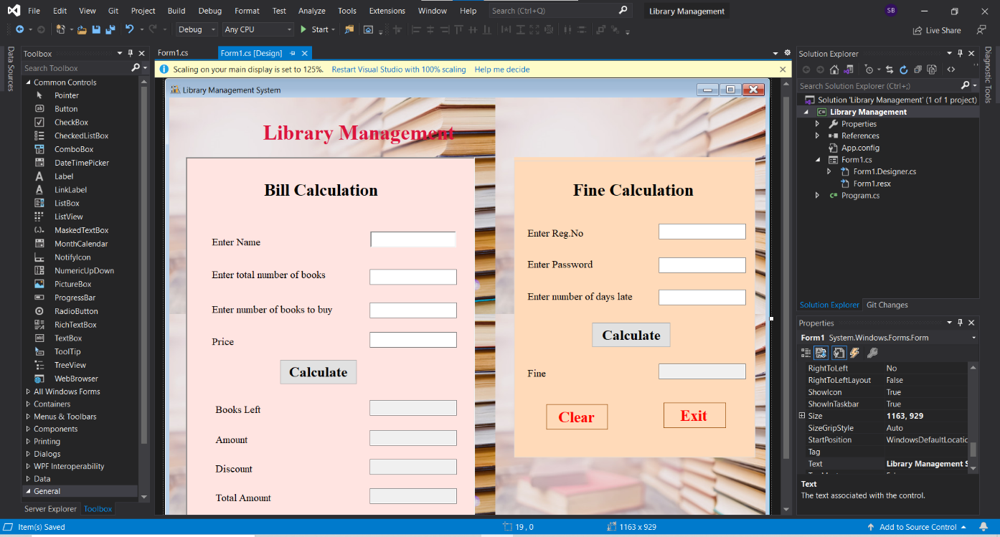 File Edit View Git Project Build Debug Format Test Analyze Tools Extensions Window Help Search (Ctrl+Q) Library Management SB
Debug Any CPU Start Live Share
Data Sources
Toolbox
Search Toolbox
Common Controls
Pointer
Button
CheckBox
CheckedListBox
ComboBox
DateTimePicker
Label
LinkLabel
ListBox
ListView
MaskedTextBox
MonthCalendar
NotifyIcon
NumericUpDown
PictureBox
ProgressBar
RadioButton
RichTextBox
TextBox
ToolTip
TreeView
WebBrowser
All Windows Forms
Containers
Menus & Toolbars
Components
Printing
Dialogs
WPF Interoperability
Data
General
Server Explorer Toolbox
Form1.cs Form1.cs [Design]
Scaling on your main display is set to 125%. Restart Visual Studio with 100% scaling Help me decide
Library Management System
Library Management
Bill Calculation
Enter Name
Enter total number of books
Enter number of books to buy
Price
Calculate
Books Left
Amount
Discount
Total Amount
Fine Calculation
Enter Reg.No
Enter Password
Enter number of days late
Calculate
Fine
Clear Exit
Solution Explorer
Search Solution Explorer (Ctrl+;)
Solution 'Library Management' (1 of 1 project)
Library Management
Properties
References
App.config
Form1.cs
Form1.Designer.cs
Form1.resx
Program.cs
Solution Explorer Git Changes
Properties
Form1 System.Windows.Forms.Form
RightToLeft No
RightToLeftLayout False
ShowIcon True
ShowInTaskbar True
Size 1163, 929
SizeGripStyle Auto
StartPosition WindowsDefaultLocatic
Tag
Text Library Management S
Text
The text associated with the control.
Diagnostic Tools
Item(s) Saved 19 , 0 1163 x 929 Add to Source Control